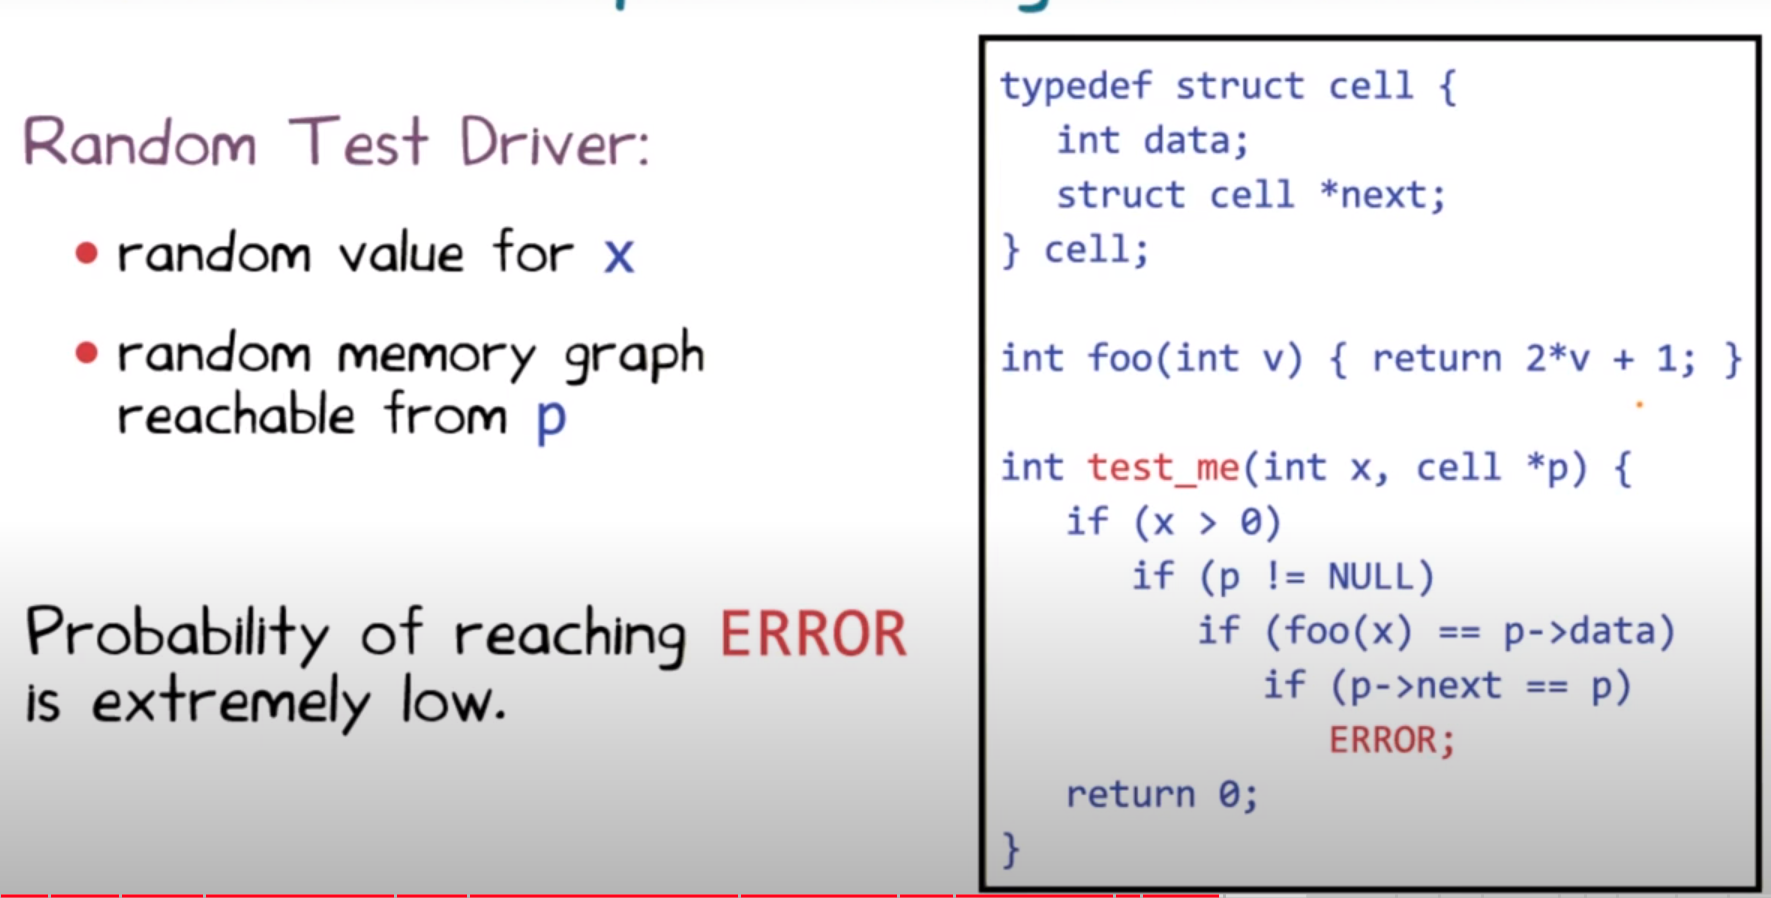 Random Test Driver:
• random value for x
• random memory graph
reachable from p
Probability of reaching ERROR
is extremely low.
typedef struct cell {
int data;
struct cell *next;
} cell;
int foo(int v) { return 2*v + 1; }
int test_me(int x, cell *p) {
if (x > 0)
if (p != NULL)
if (foo(x) == p->data)
if (p->next == p)
ERROR;
return 0;
}